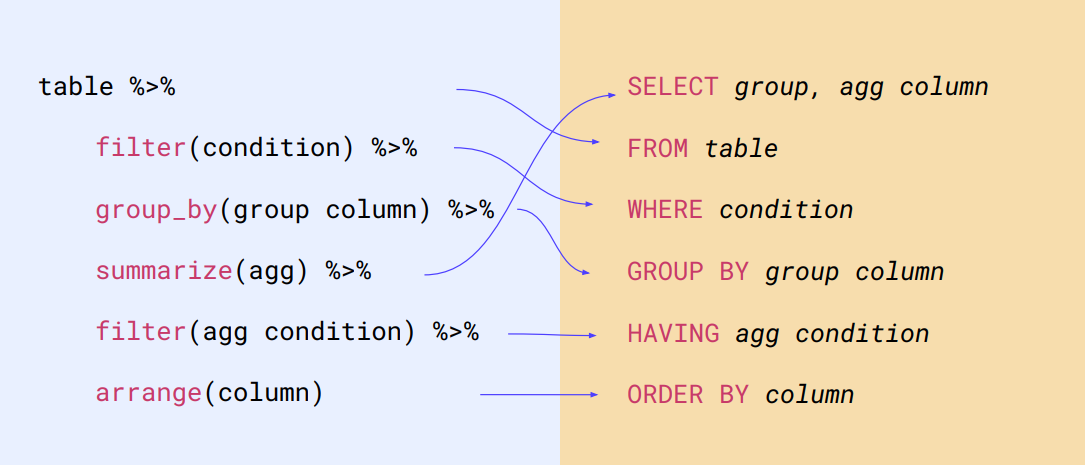 table %>%
filter(condition) %>%
group_by(group column) %>%
summarize(agg) %>%
filter(agg condition) %>%
arrange(column)
SELECT group, agg column
FROM table
WHERE condition
GROUP BY group column
HAVING agg condition
ORDER BY column